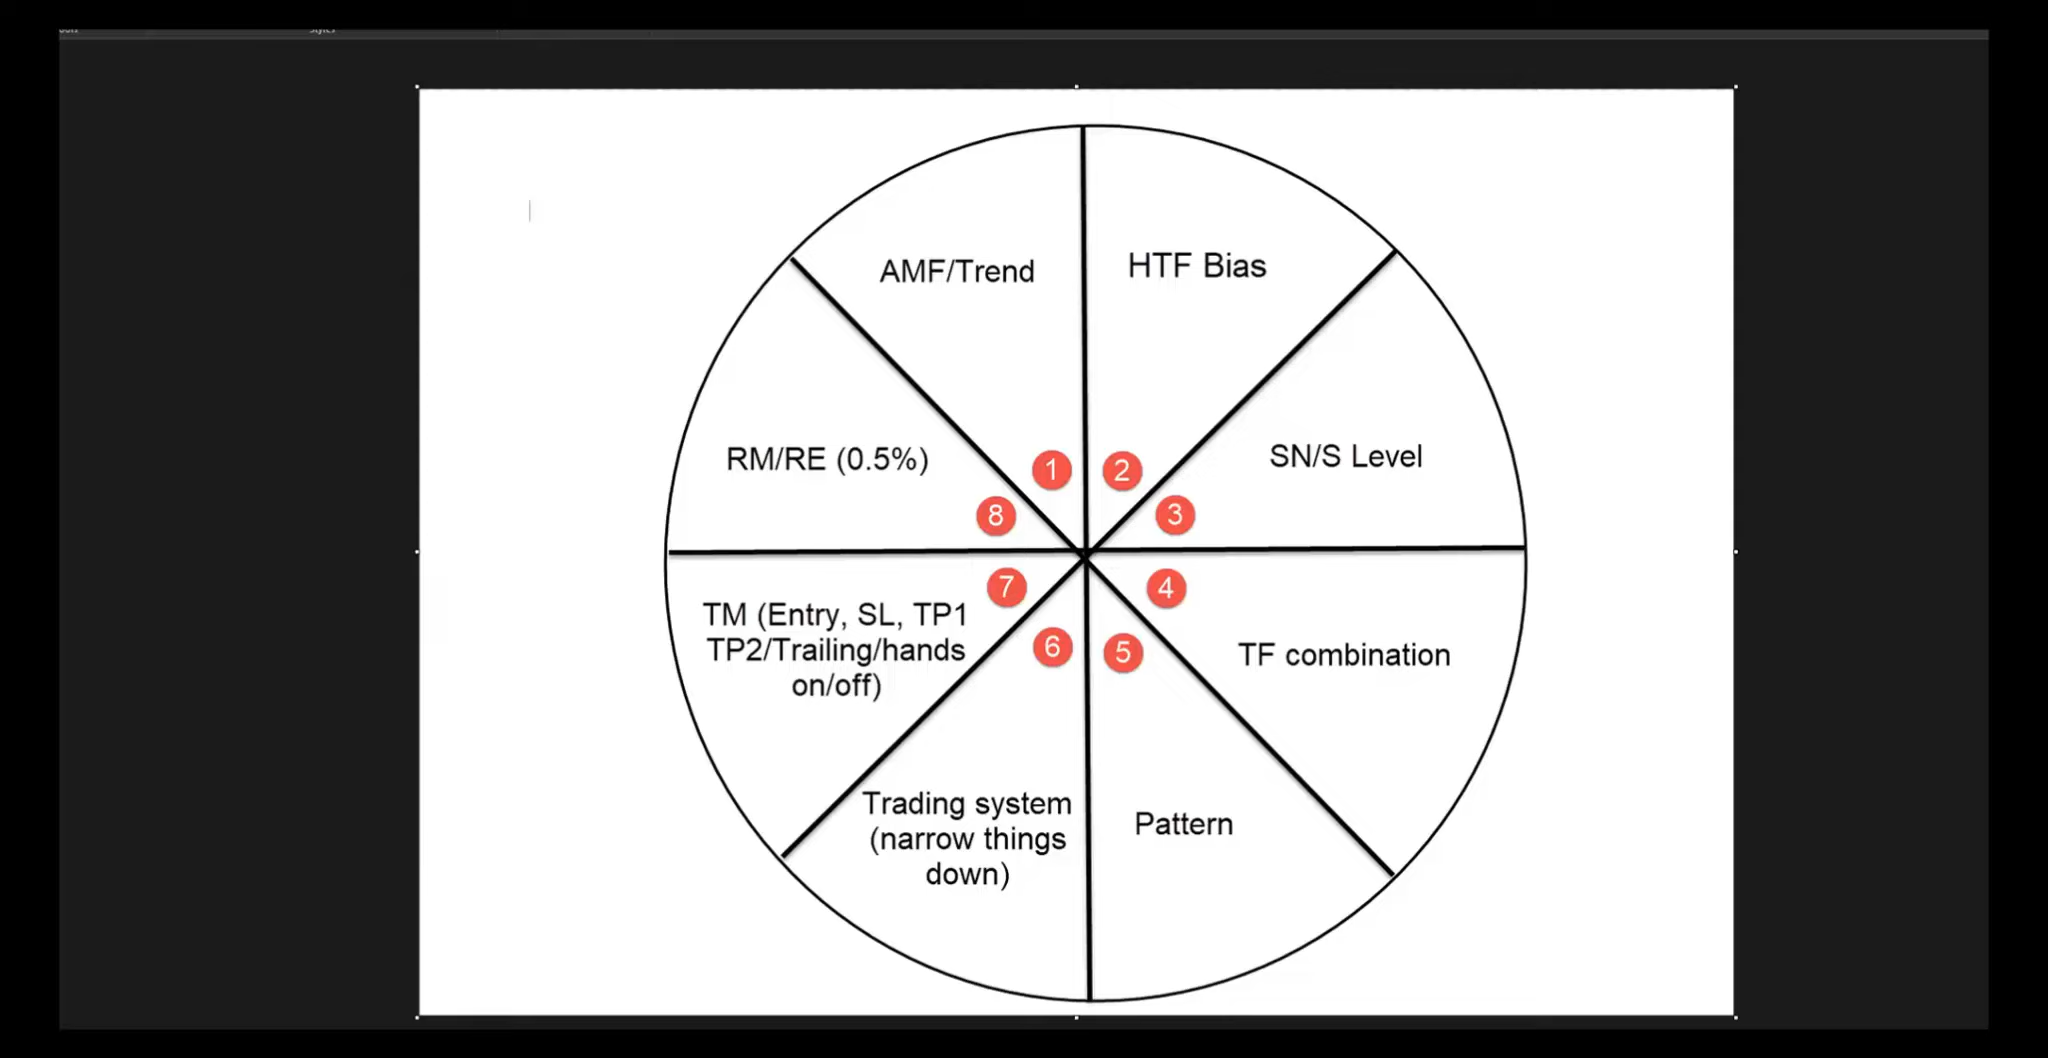 Styles
AMF/Trend
HTF Bias
RM/RE (0.5%)
SN/S Level
1
2
8
3
7
4
6
5
TM (Entry, SL, TP1
TP2/Trailing/hands
on/off)
TF combination
Trading system
(narrow things
down)
Pattern